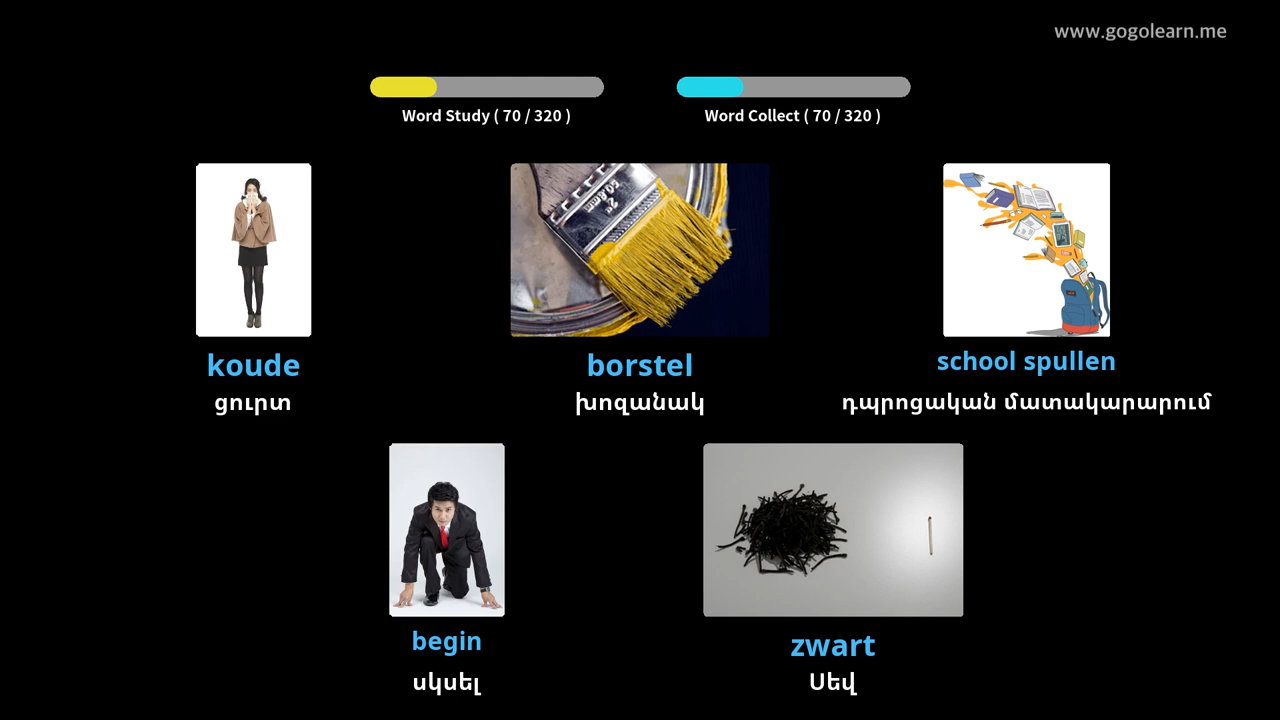 www.gogolearn.me
Word Study ( 70 / 320 )
Word Collect ( 70 / 320 )
koude
ցուրտ
borstel
խոզանակ
school spullen
դպրոցական մատակարարում
begin
սկսել
zwart
Սեվ